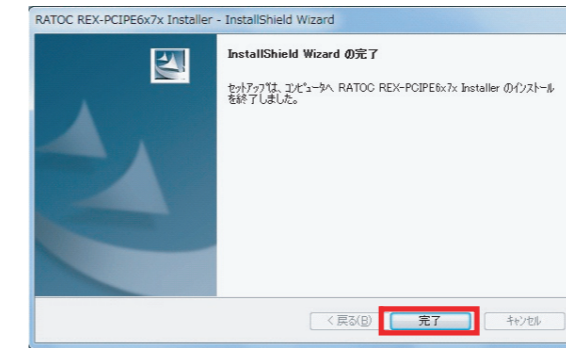 RATOC REX-PCIPE6x7x Installer - InstallShield Wizard
InstallShield Wizard の完了
セットアップは、コンピュータへ RATOC REX-PCIPE6x7x Installer のインストール
を終了しました。
< 戻る(B)
完了
キャンセル